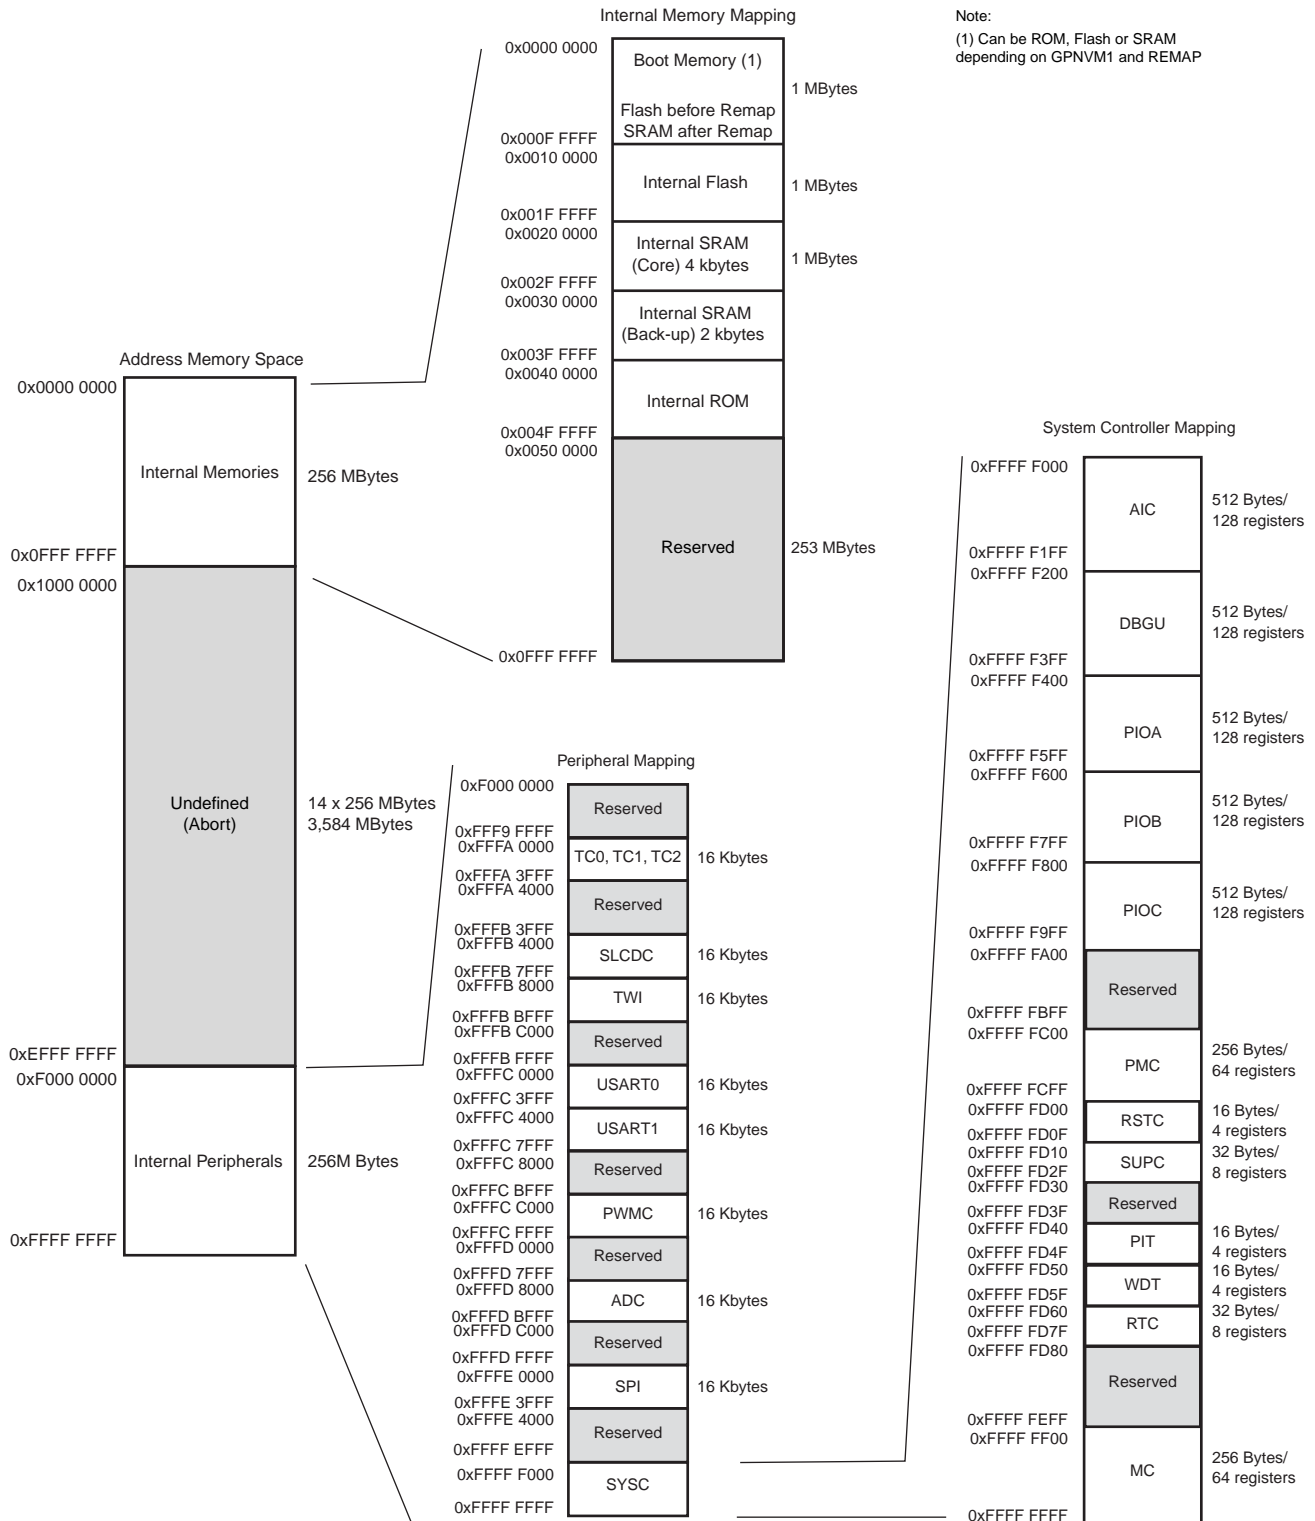 Internal Memory Mapping
0x0000 0000
Boot Memory (1)
Flash before Remap
SRAM after Remap
1 MBytes
0x000F FFFF
0x0010 0000
Internal Flash
1 MBytes
0x001F FFFF
0x0020 0000
Internal SRAM
(Core) 4 kbytes
1 MBytes
0x002F FFFF
0x0030 0000
Internal SRAM
(Back-up) 2 kbytes
0x003F FFFF
0x0040 0000
Internal ROM
0x004F FFFF
0x0050 0000
Reserved
253 MBytes
0x0FFF FFFF
Note:
(1) Can be ROM, Flash or SRAM
depending on GPNVM1 and REMAP
Address Memory Space
0x0000 0000
Internal Memories
256 MBytes
0x0FFF FFFF
0x1000 0000
Undefined
(Abort)
14 x 256 MBytes
3,584 MBytes
0xEFFF FFFF
0xF000 0000
Internal Peripherals
256M Bytes
0xFFFF FFFF
Peripheral Mapping
0xF000 0000
Reserved
0xFFF9 FFFF
0xFFFA 0000
TC0, TC1, TC2
16 Kbytes
0xFFFA 3FFF
0xFFFA 4000
Reserved
0xFFFB 3FFF
0xFFFB 4000
SLCDC
16 Kbytes
0xFFFB 7FFF
0xFFFB 8000
TWI
16 Kbytes
0xFFFB BFFF
0xFFFB C000
Reserved
0xFFFB FFFF
0xFFFC 0000
USART0
16 Kbytes
0xFFFC 3FFF
0xFFFC 4000
USART1
16 Kbytes
0xFFFC 7FFF
0xFFFC 8000
Reserved
0xFFFC BFFF
0xFFFC C000
PWMC
16 Kbytes
0xFFFC FFFF
0xFFFD 0000
Reserved
0xFFFD 7FFF
0xFFFD 8000
ADC
16 Kbytes
0xFFFD BFFF
0xFFFD C000
Reserved
0xFFFD FFFF
0xFFFE 0000
SPI
16 Kbytes
0xFFFE 3FFF
0xFFFE 4000
Reserved
0xFFFF EFFF
0xFFFF F000
SYSC
0xFFFF FFFF
System Controller Mapping
0xFFFF F000
AIC
512 Bytes/
128 registers
0xFFFF F1FF
0xFFFF F200
DBGU
512 Bytes/
128 registers
0xFFFF F3FF
0xFFFF F400
PIOA
512 Bytes/
128 registers
0xFFFF F5FF
0xFFFF F600
PIOB
512 Bytes/
128 registers
0xFFFF F7FF
0xFFFF F800
PIOC
512 Bytes/
128 registers
0xFFFF F9FF
0xFFFF FA00
Reserved
0xFFFF FBFF
0xFFFF FC00
PMC
256 Bytes/
64 registers
0xFFFF FCFF
0xFFFF FD00
RSTC
16 Bytes/
4 registers
0xFFFF FD0F
0xFFFF FD10
SUPC
32 Bytes/
8 registers
0xFFFF FD2F
0xFFFF FD30
Reserved
0xFFFF FD3F
0xFFFF FD40
PIT
16 Bytes/
4 registers
0xFFFF FD4F
0xFFFF FD50
WDT
16 Bytes/
4 registers
0xFFFF FD5F
0xFFFF FD60
RTC
32 Bytes/
8 registers
0xFFFF FD7F
0xFFFF FD80
Reserved
0xFFFF FEFF
0xFFFF FF00
MC
256 Bytes/
64 registers
0xFFFF FFFF